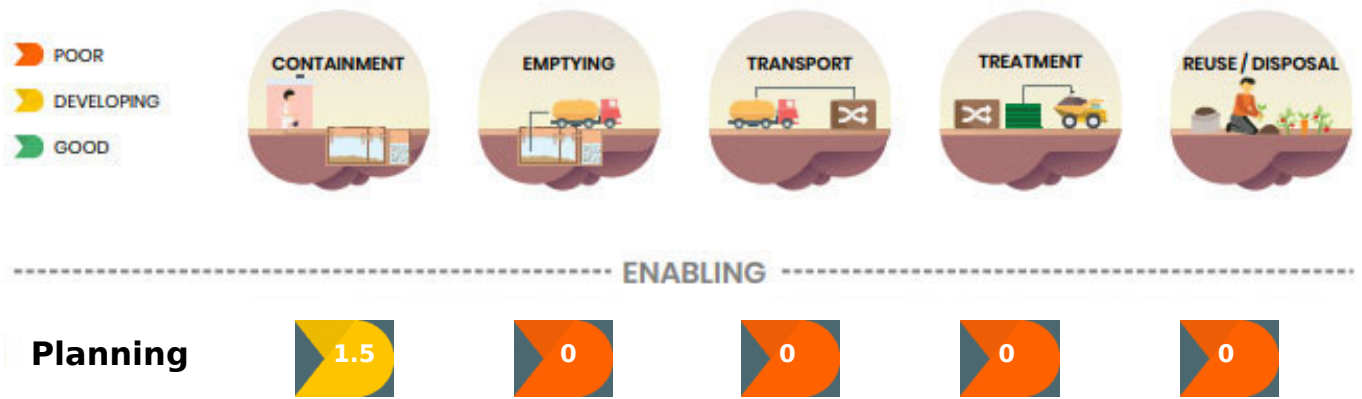 POOR
DEVELOPING
GOOD
CONTAINMENT
EMPTYING
TRANSPORT
TREATMENT
REUSE / DISPOSAL
ENABLING
Planning 1.5 0 0 0 0